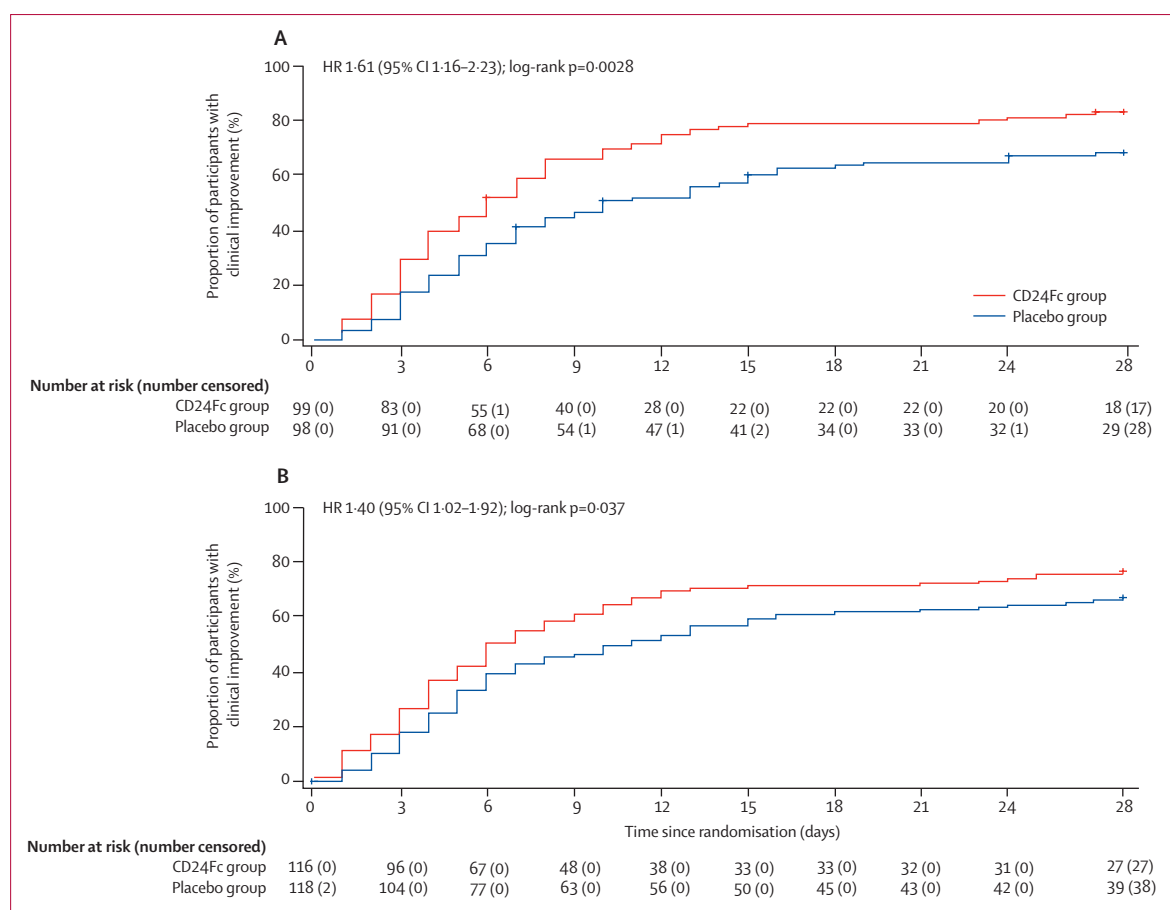 A
HR 1·61 (95% CI 1·16–2·23); log-rank p=0·0028
Proportion of participants with
clinical improvement (%)
100
80
60
40
20
0
CD24Fc group
Placebo group
0 3 6 9 12 15 18 21 24 28
Number at risk (number censored)
CD24Fc group 99 (0) 83 (0) 55 (1) 40 (0) 28 (0) 22 (0) 22 (0) 22 (0) 20 (0) 18 (17)
Placebo group 98 (0) 91 (0) 68 (0) 54 (1) 47 (1) 41 (2) 34 (0) 33 (0) 32 (1) 29 (28)
B
HR 1·40 (95% CI 1·02–1·92); log-rank p=0·037
Proportion of participants with
clinical improvement (%)
100
80
60
40
20
0
0 3 6 9 12 15 18 21 24 28
Time since randomisation (days)
Number at risk (number censored)
CD24Fc group 116 (0) 96 (0) 67 (0) 48 (0) 38 (0) 33 (0) 33 (0) 32 (0) 31 (0) 27 (27)
Placebo group 118 (2) 104 (0) 77 (0) 63 (0) 56 (0) 50 (0) 45 (0) 43 (0) 42 (0) 39 (38)